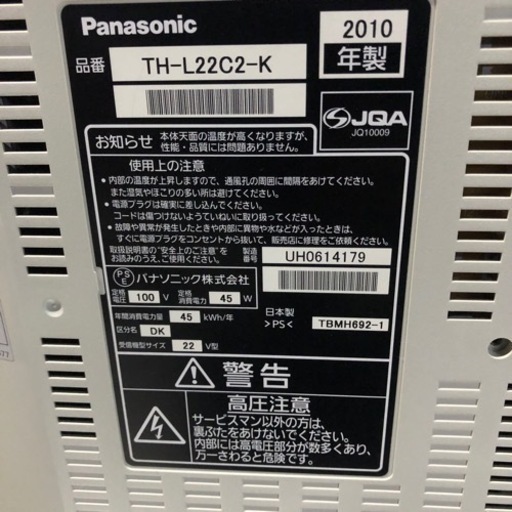 Panasonic
2010
年製
品番 TH-L22C2-K
JQA
JQ10009
お知らせ 本体天面の温度が高くなりますが、
性能・品質には問題ありません。
使用上の注意
• 内部の温度が上昇しますので、通風孔の周囲に間隔をあけてください。
また湿気やほこりの多い所は避けてください。
• 電源プラグは確実に差し込んでください。
コードは傷つけないようていねいに取り扱ってください。
• 故障や異常が発生したときや内部に異物や水などが入ったときは、
すぐに電源プラグをコンセントから抜いて、販売店に修理をご依頼ください。
取扱説明書の"安全上のご注意"を
お読みのうえ、ご使用ください。
製造番号 UH0614179
PSE パナソニック株式会社
定格電圧 100 V 定格消費電力 45 W
年間消費電力量 45 kWh/年
日本製
>PS<
TBMH692-1
区分名 DK
受信機型サイズ 22 V型
警告
高圧注意
サービスマン以外の方は、
裏ぶたをあけないでください。
内部には高電圧部分が数多くあり、
万一さわると危険です。